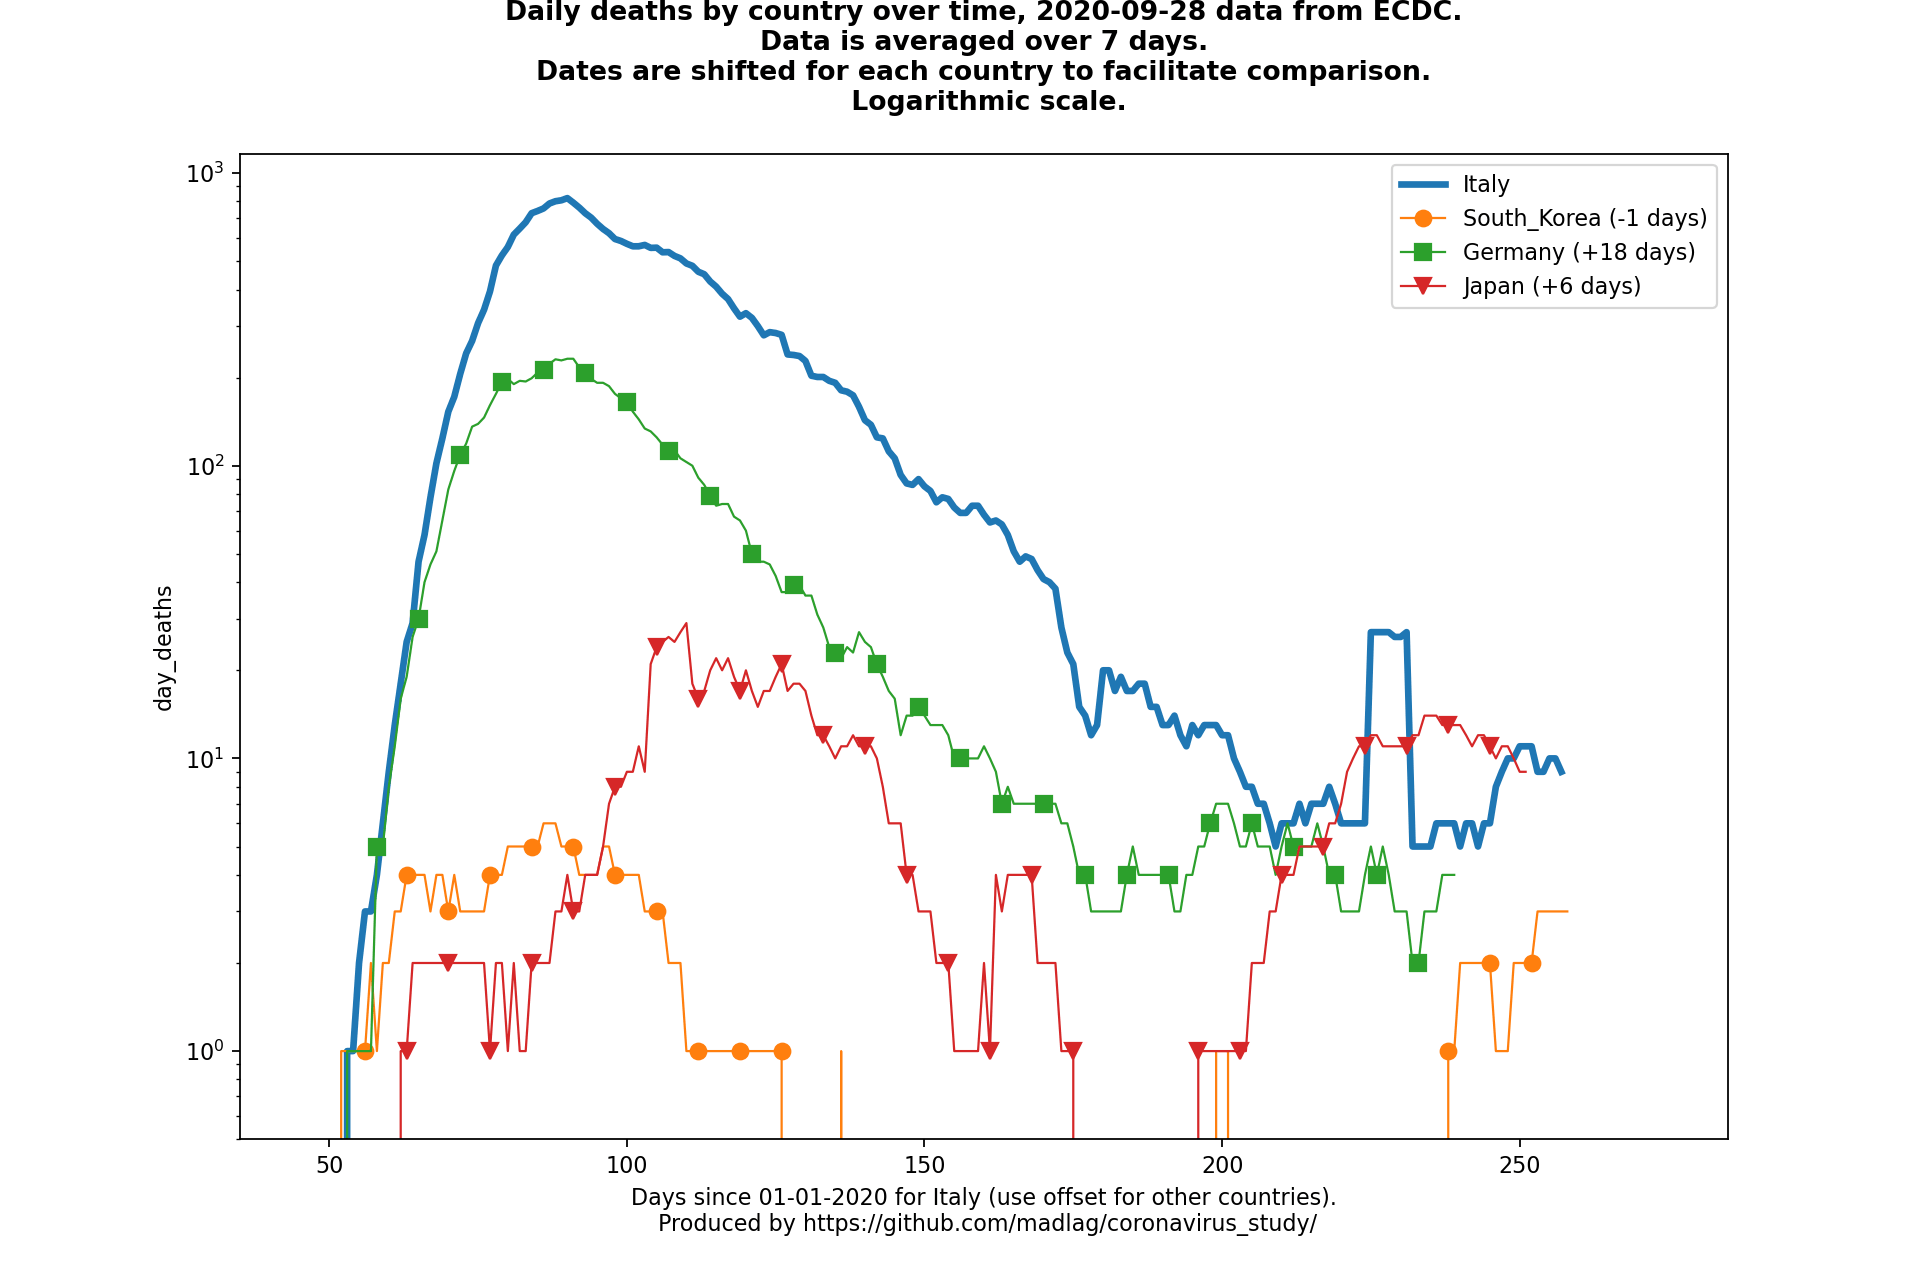 Daily deaths by country over time, 2020-09-28 data from ECDC.
Data is averaged over 7 days.
Dates are shifted for each country to facilitate comparison.
Logarithmic scale.
10³
10²
10¹
10⁰
day_deaths
Italy
South_Korea (-1 days)
Germany (+18 days)
Japan (+6 days)
50 100 150 200 250
Days since 01-01-2020 for Italy (use offset for other countries).
Produced by https://github.com/madlag/coronavirus_study/